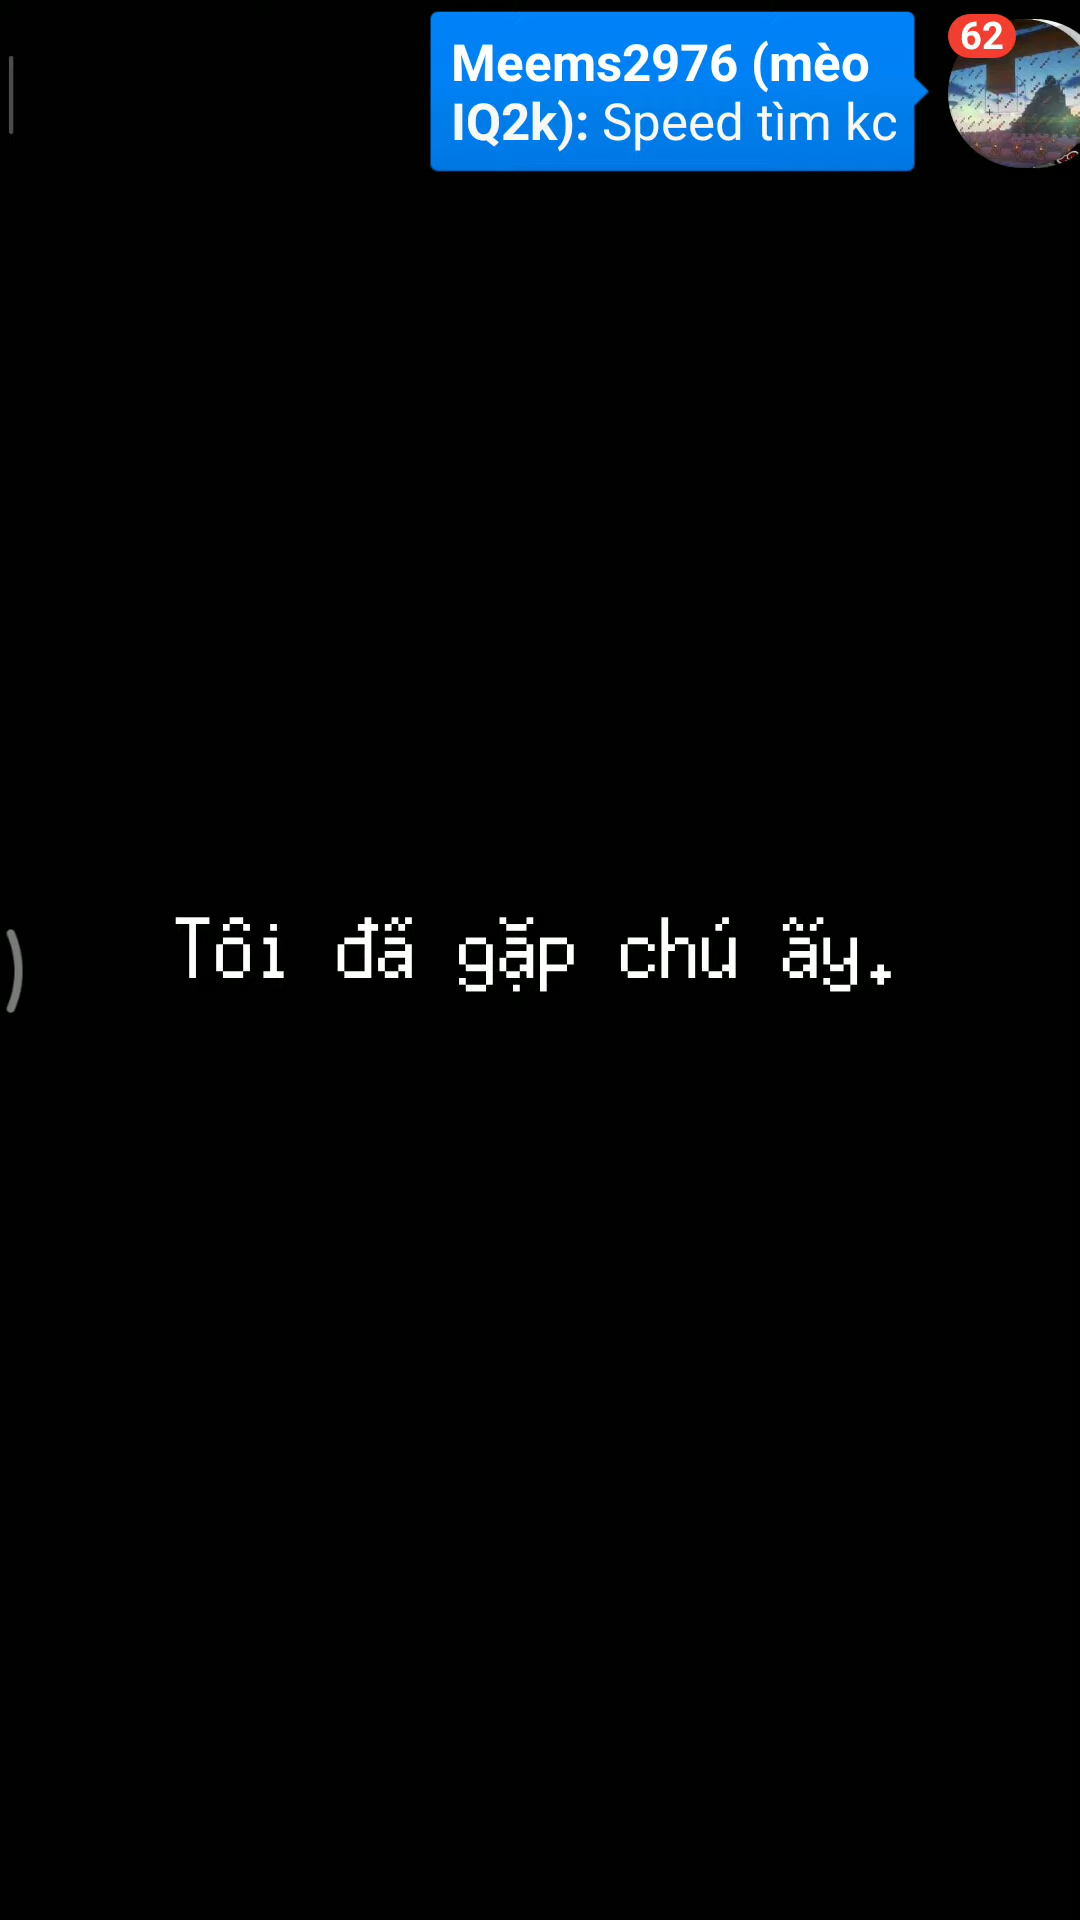 62
Meems2976 (mèo
IQ2k): Speed tìm kc
Tôi đã gặp chú ấy.